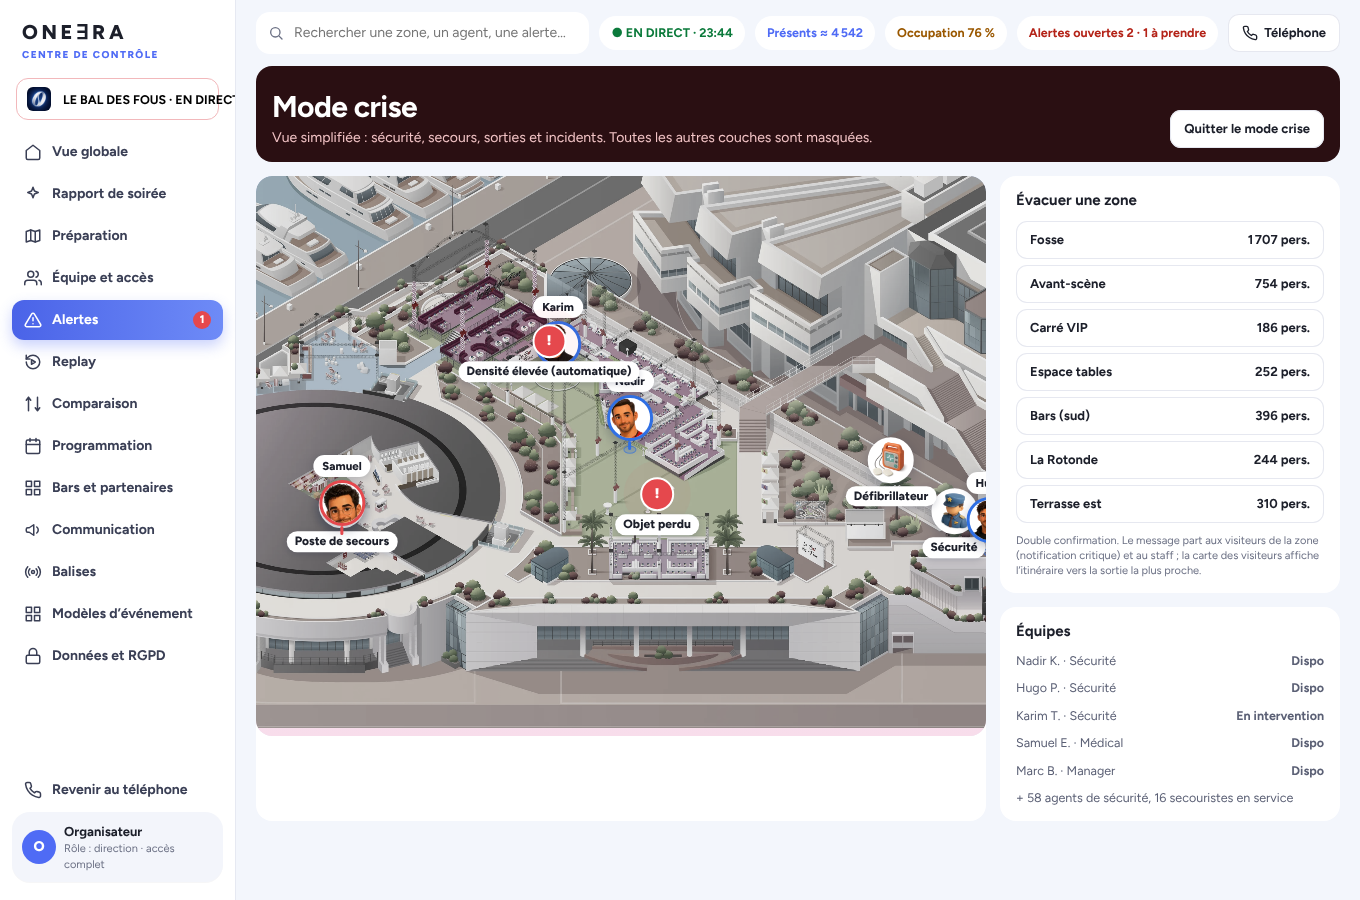 ONEERA
CENTRE DE CONTRÔLE
LE BAL DES FOUS · EN DIRECT
Vue globale
Rapport de soirée
Préparation
Équipe et accès
Alertes 1
Replay
Comparaison
Programmation
Bars et partenaires
Communication
Balises
Modèles d’événement
Données et RGPD
Revenir au téléphone
O
Organisateur
Rôle : direction · accès
complet
Rechercher une zone, un agent, une alerte…
EN DIRECT · 23:44
Présents ≈ 4 542
Occupation 76 %
Alertes ouvertes 2 · 1 à prendre
Téléphone
Mode crise
Vue simplifiée : sécurité, secours, sorties et incidents. Toutes les autres couches sont masquées.
Quitter le mode crise
Karim
!
Densité élevée (automatique)
Nadir
Samuel
Poste de secours
!
Objet perdu
Défibrillateur
Hu
Sécurité
Évacuer une zone
Fosse 1 707 pers.
Avant-scène 754 pers.
Carré VIP 186 pers.
Espace tables 252 pers.
Bars (sud) 396 pers.
La Rotonde 244 pers.
Terrasse est 310 pers.
Double confirmation. Le message part aux visiteurs de la zone
(notification critique) et au staff ; la carte des visiteurs affiche
l’itinéraire vers la sortie la plus proche.
Équipes
Nadir K. · Sécurité Dispo
Hugo P. · Sécurité Dispo
Karim T. · Sécurité En intervention
Samuel E. · Médical Dispo
Marc B. · Manager Dispo
+ 58 agents de sécurité, 16 secouristes en service